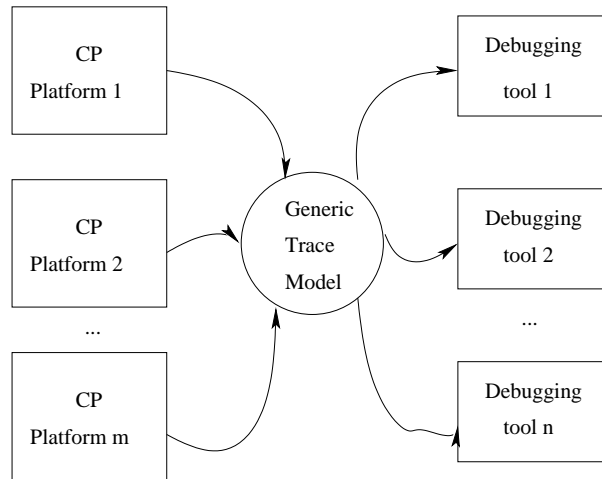 CP
Platform 1
CP
Platform 2
...
CP
Platform m
Generic
Trace
Model
Debugging
tool 1
Debugging
tool 2
...
Debugging
tool n